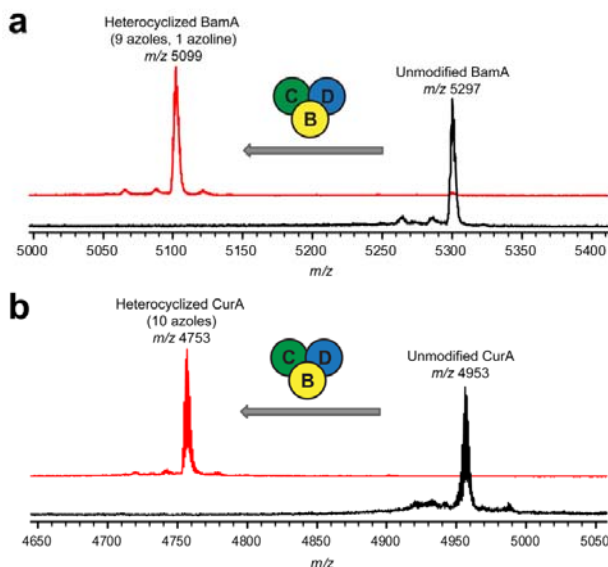 a
Heterocyclized BamA
(9 azoles, 1 azoline)
m/z 5099
Unmodified BamA
m/z 5297
C D
B
5000 5050 5100 5150 5200 5250 5300 5350 5400
m/z
b
Heterocyclized CurA
(10 azoles)
m/z 4753
Unmodified CurA
m/z 4953
C D
B
4650 4700 4750 4800 4850 4900 4950 5000 5050
m/z